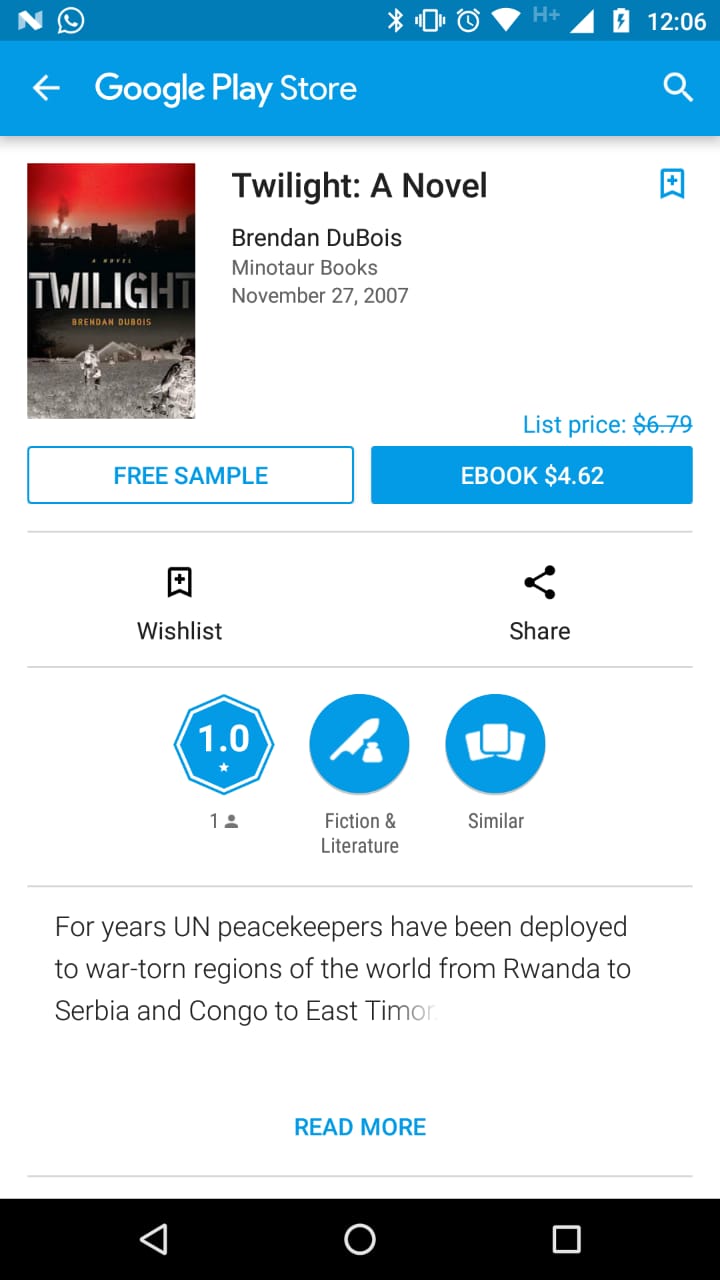 H+ 12:06
Google Play Store
Twilight: A Novel
Brendan DuBois
Minotaur Books
November 27, 2007
A NOVEL
TWILIGHT
BRENDAN DUBOIS
List price: $6.79
FREE SAMPLE
EBOOK $4.62
Wishlist
Share
1.0
1
Fiction &
Literature
Similar
For years UN peacekeepers have been deployed
to war-torn regions of the world from Rwanda to
Serbia and Congo to East Timor.
READ MORE